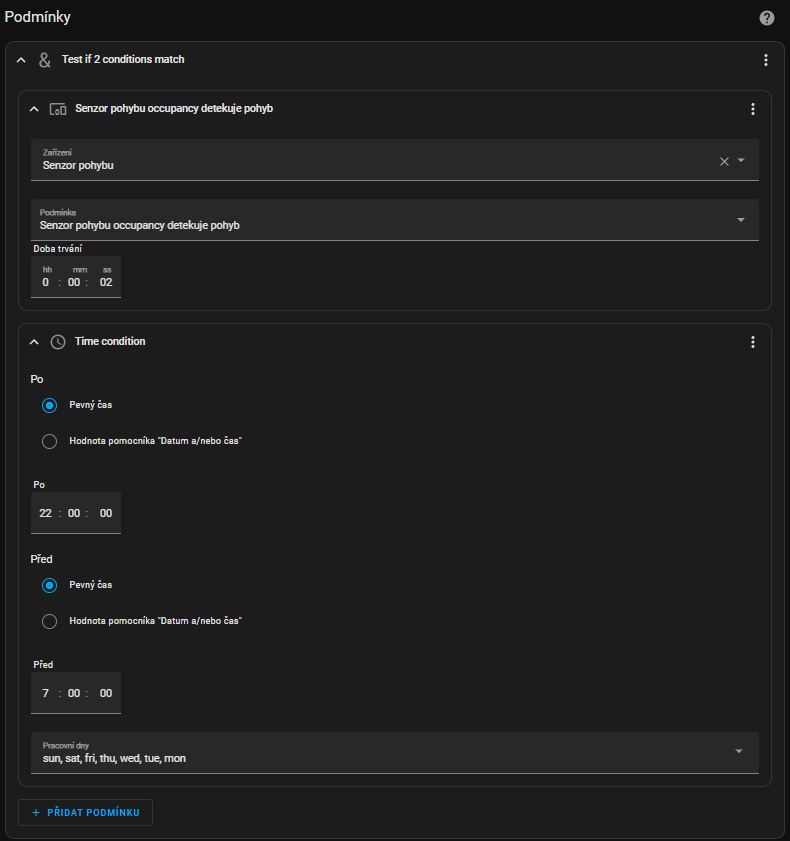 Podmínky
Test if 2 conditions match
Senzor pohybu occupancy detekuje pohyb
Zařízení
Senzor pohybu
Podmínka
Senzor pohybu occupancy detekuje pohyb
Doba trvání
hh mm ss
0 : 00 : 02
Time condition
Po
Pevný čas
Hodnota pomocníka "Datum a/nebo čas"
Po
22 : 00 : 00
Před
Pevný čas
Hodnota pomocníka "Datum a/nebo čas"
Před
7 : 00 : 00
Pracovní dny
sun, sat, fri, thu, wed, tue, mon
+ PŘIDAT PODMÍNKU